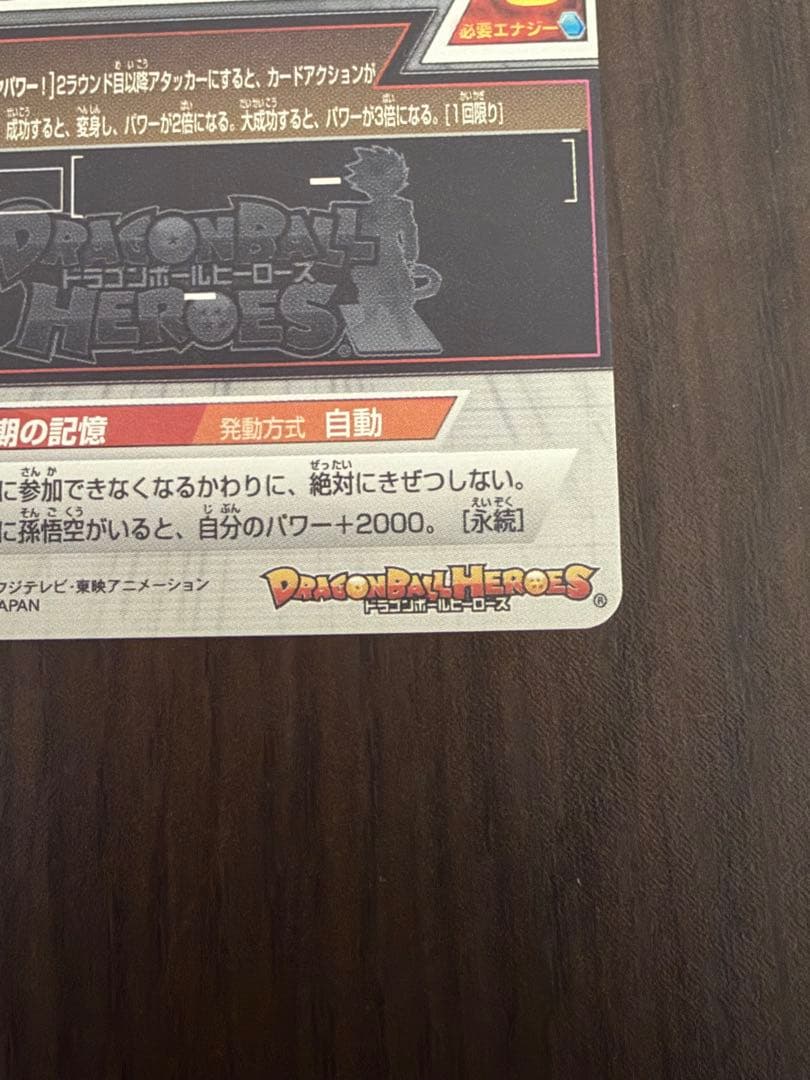 必要エナジー
パワー！]2ラウンド目以降アタッカーにすると、カードアクションが
成功すると、変身し、パワーが2倍になる。大成功すると、パワーが3倍になる。[1回限り]
DRAGONBALL
ドラゴンボールヒーローズ
HEROES
期の記憶 発動方式 自動
に参加できなくなるかわりに、絶対にきぜつしない。
に孫悟空がいると、自分のパワー+2000。 [永続]
フジテレビ・東映アニメーション
APAN
DRAGONBALL HEROES
ドラゴンボールヒーローズ ®